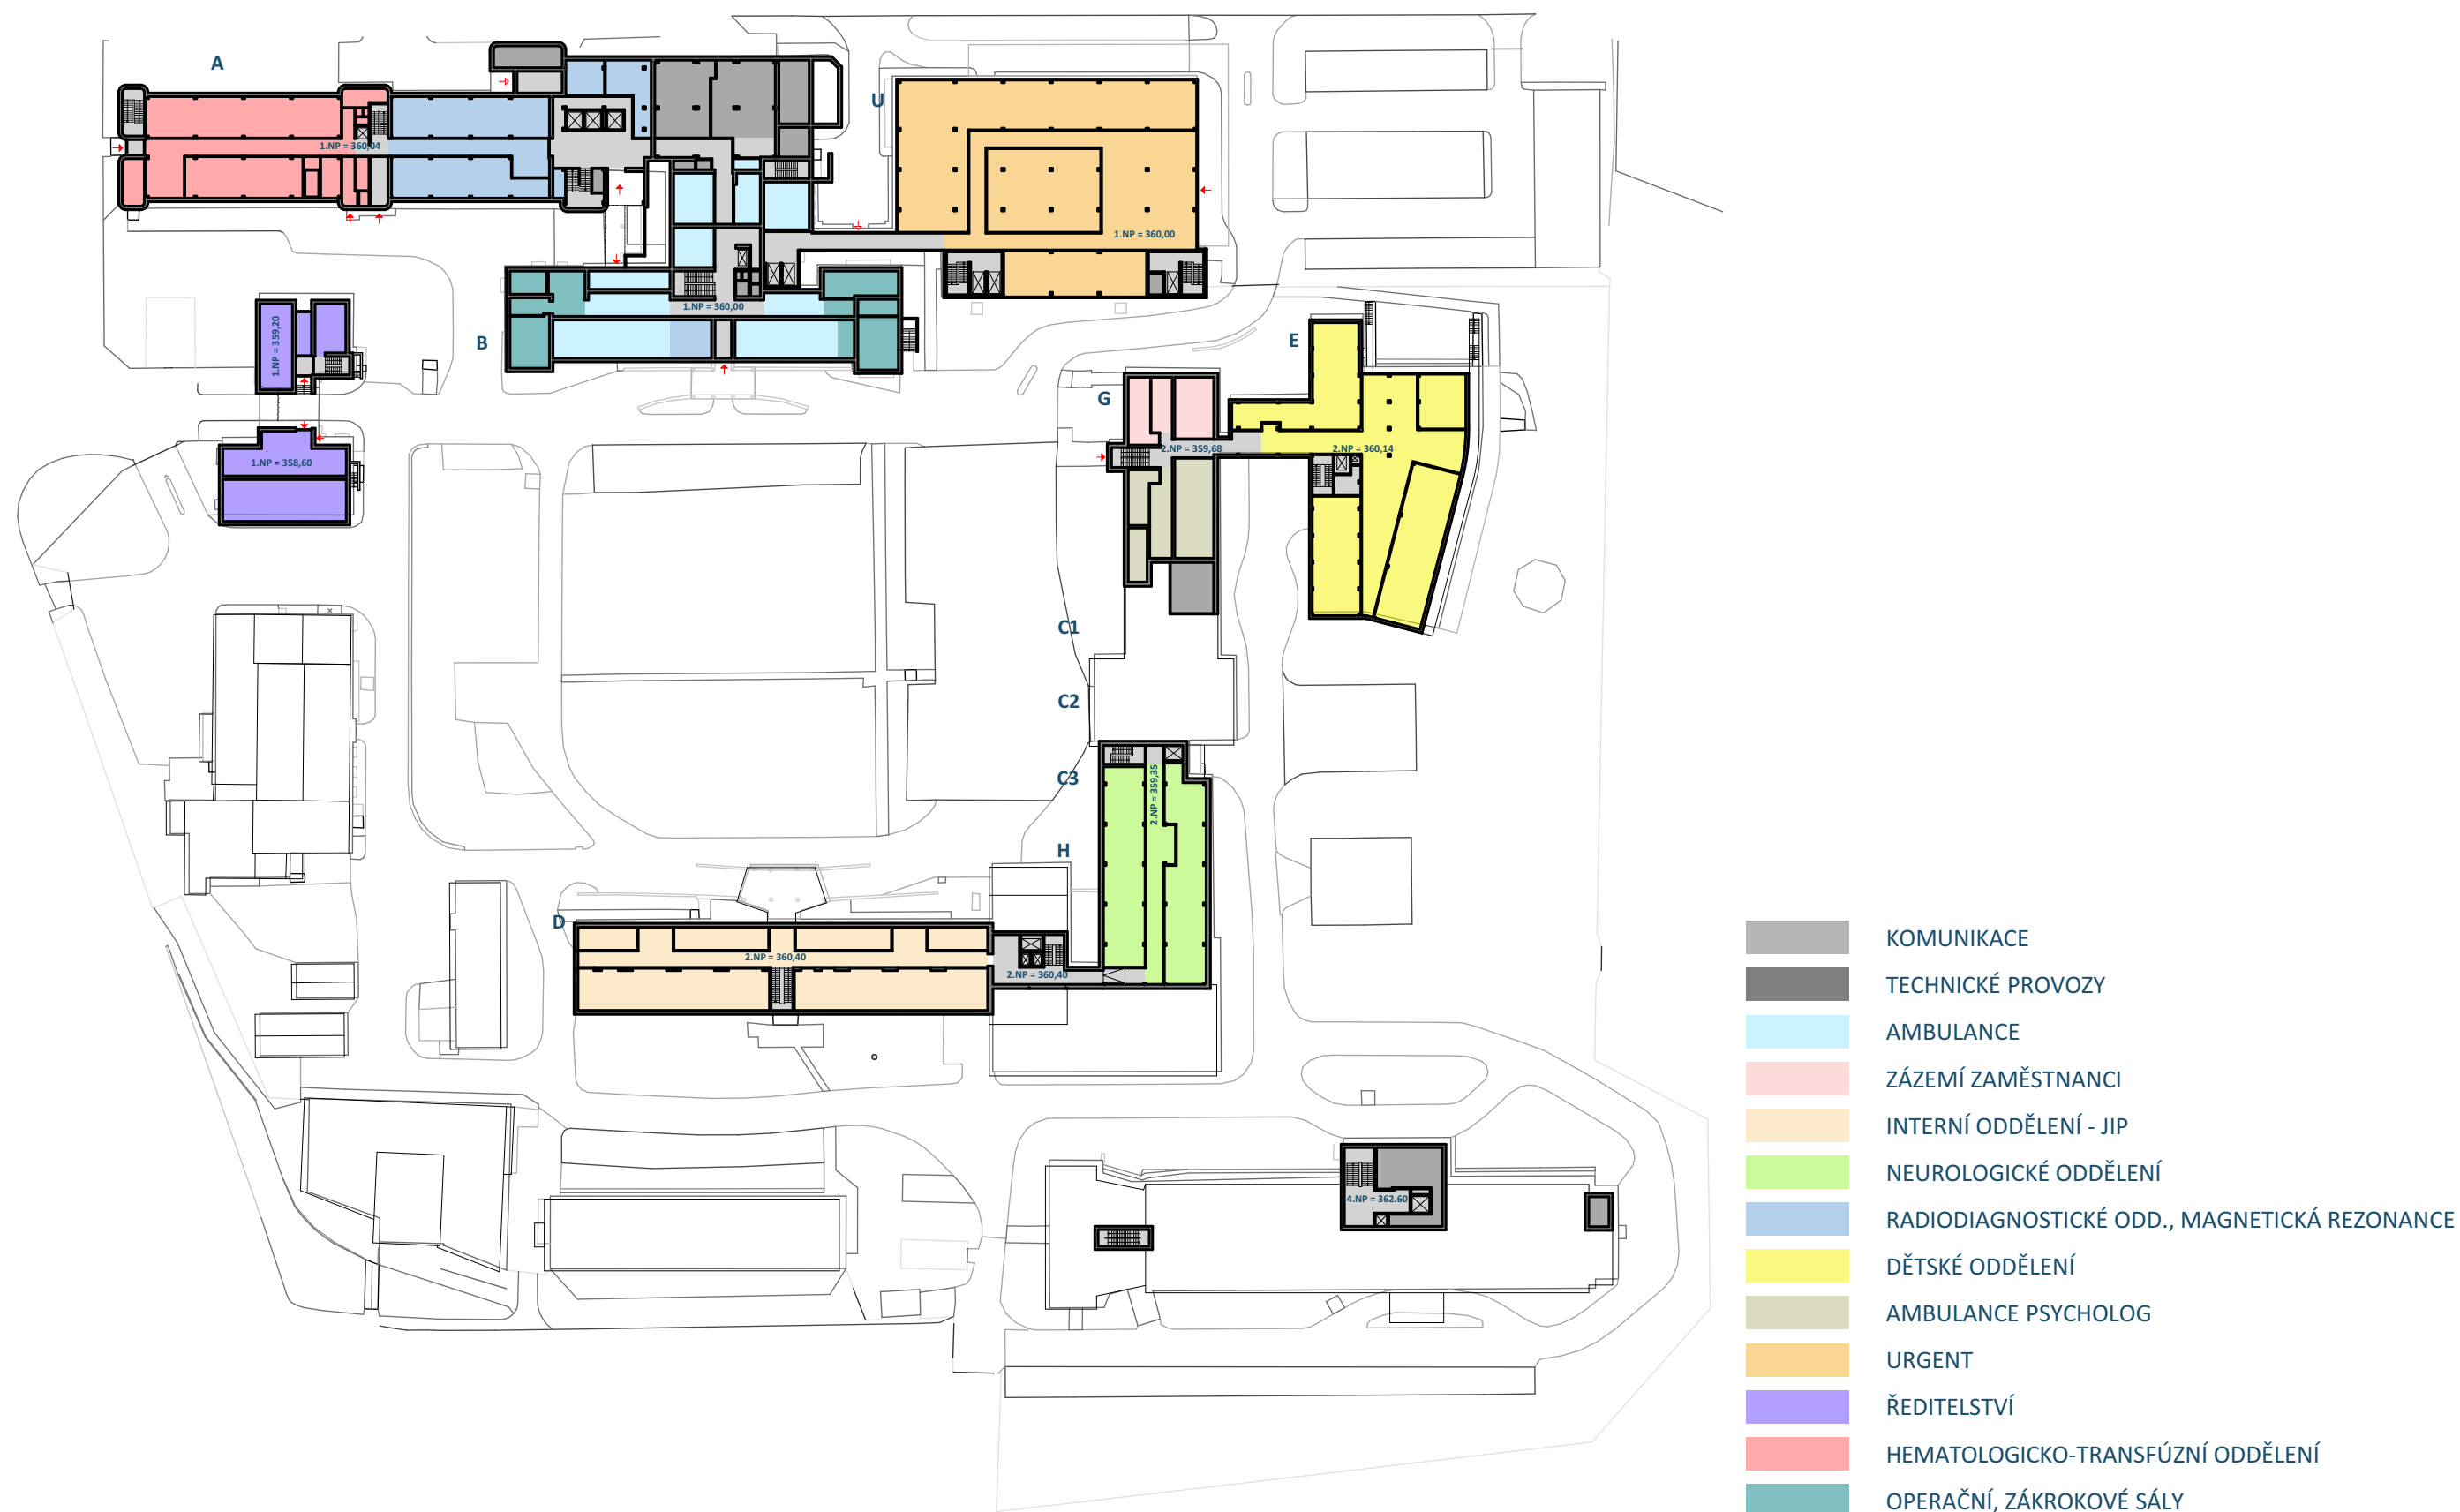 A
U
1.NP = 360,04
1.NP = 360,00
1.NP = 360,00
1.NP = 359,20
B
E
G
2.NP = 359,68
2.NP = 360,14
1.NP = 358,60
C1
C2
C3
2.NP = 359,35
H
D
2.NP = 360,40
2.NP = 360,40
4.NP = 362.60
KOMUNIKACE
TECHNICKÉ PROVOZY
AMBULANCE
ZÁZEMÍ ZAMĚSTNANCI
INTERNÍ ODDĚLENÍ - JIP
NEUROLOGICKÉ ODDĚLENÍ
RADIODIAGNOSTICKÉ ODD., MAGNETICKÁ REZONANCE
DĚTSKÉ ODDĚLENÍ
AMBULANCE PSYCHOLOG
URGENT
ŘEDITELSTVÍ
HEMATOLOGICKO-TRANSFÚZNÍ ODDĚLENÍ
OPERAČNÍ, ZÁKROKOVÉ SÁLY